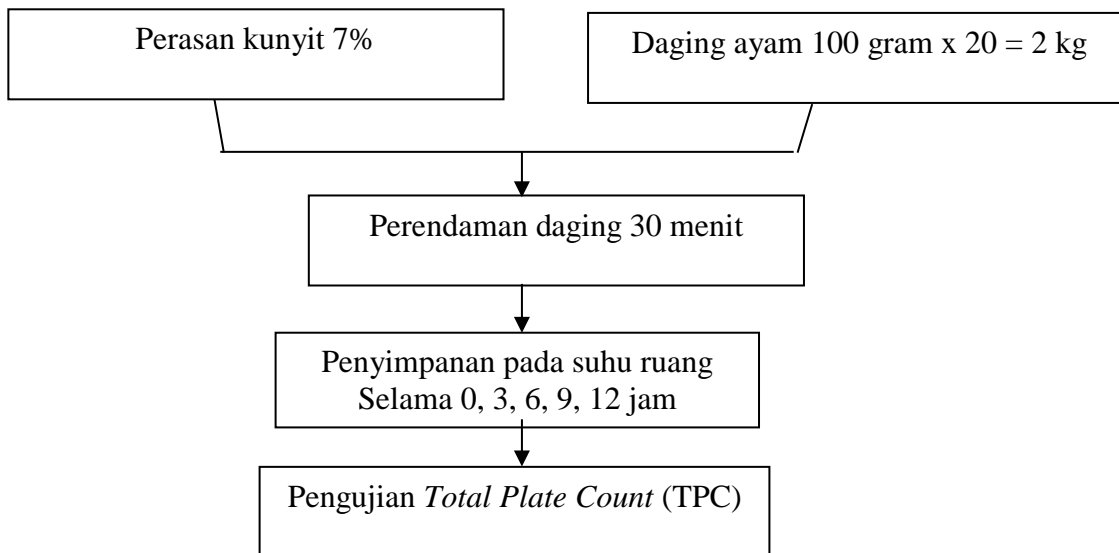 Perasan kunyit 7%
Daging ayam 100 gram x 20 = 2 kg
Perendaman daging 30 menit
Penyimpanan pada suhu ruang
Selama 0, 3, 6, 9, 12 jam
Pengujian Total Plate Count (TPC)